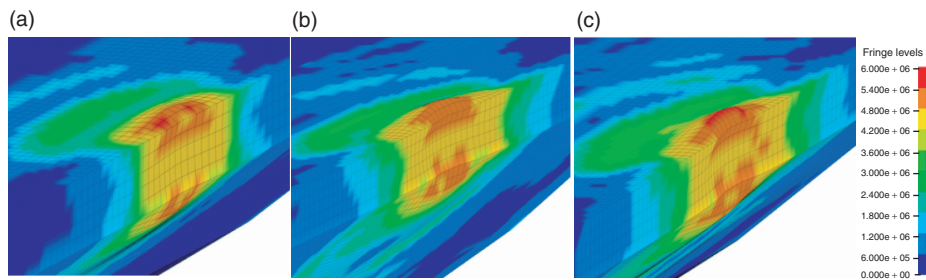 (a)
(b)
(c)
Fringe levels
6.000e + 06
5.400e + 06
4.800e + 06
4.200e + 06
3.600e + 06
3.000e + 06
2.400e + 06
1.800e + 06
1.200e + 06
6.000e + 05
0.000e + 00